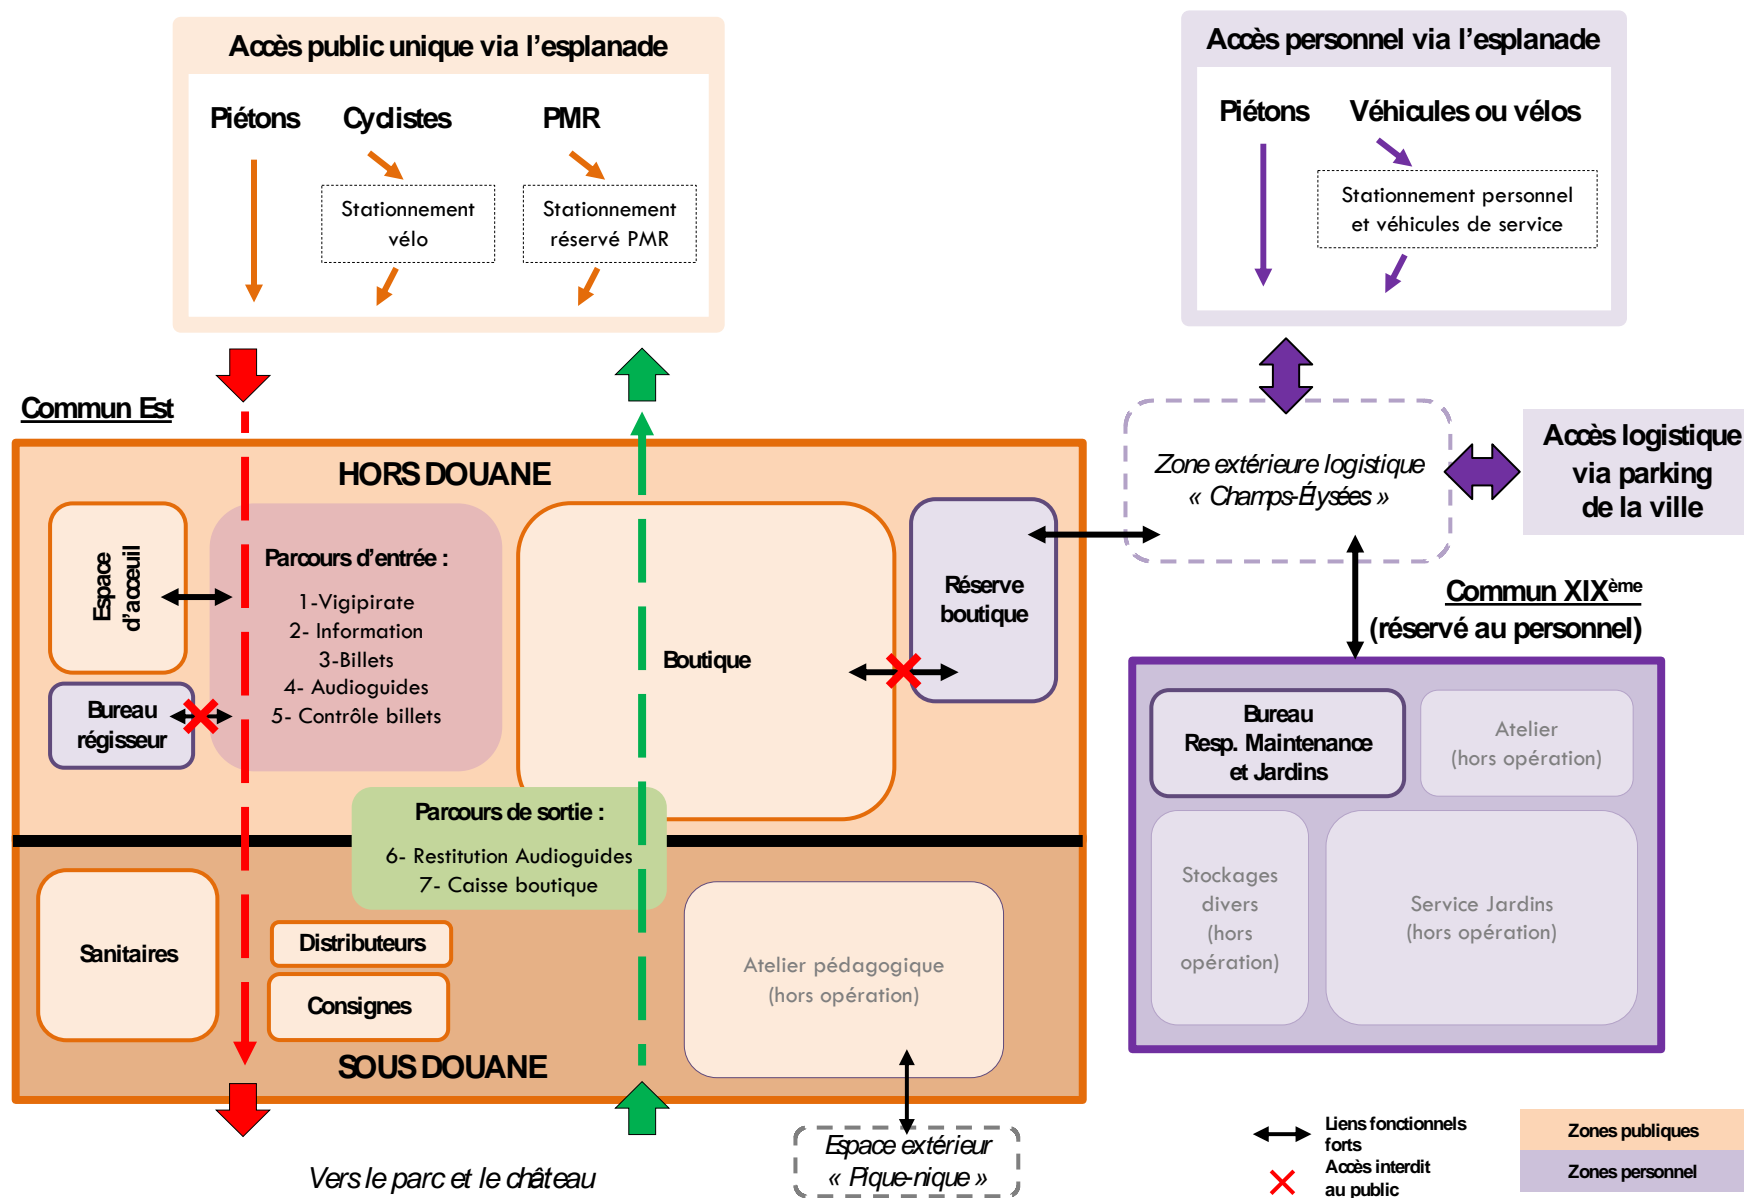 Accès public unique via l'esplanade
Piétons
Cyclistes
PMR
Stationnement
vélo
Stationnement
réservé PMR
Accès personnel via l'esplanade
Piétons
Véhicules ou vélos
Stationnement personnel
et véhicules de service
Commun Est
HORS DOUANE
Espace
d'acceuil
Bureau
régisseur
Parcours d'entrée :
1-Vigipirate
2- Information
3-Billets
4- Audioguides
5- Contrôle billets
Boutique
Réserve
boutique
Parcours de sortie :
6- Restitution Audioguides
7- Caisse boutique
Sanitaires
Distributeurs
Consignes
Atelier pédagogique
(hors opération)
SOUS DOUANE
Vers le parc et le château
Espace extérieur
« Pique-nique »
Zone extérieure logistique
« Champs-Élysées »
Accès logistique
via parking
de la ville
Commun XIXème
(réservé au personnel)
Bureau
Resp. Maintenance
et Jardins
Atelier
(hors opération)
Stockages
divers
(hors
opération)
Service Jardins
(hors opération)
Liens fonctionnels
forts
Accès interdit
au public
Zones publiques
Zones personnel